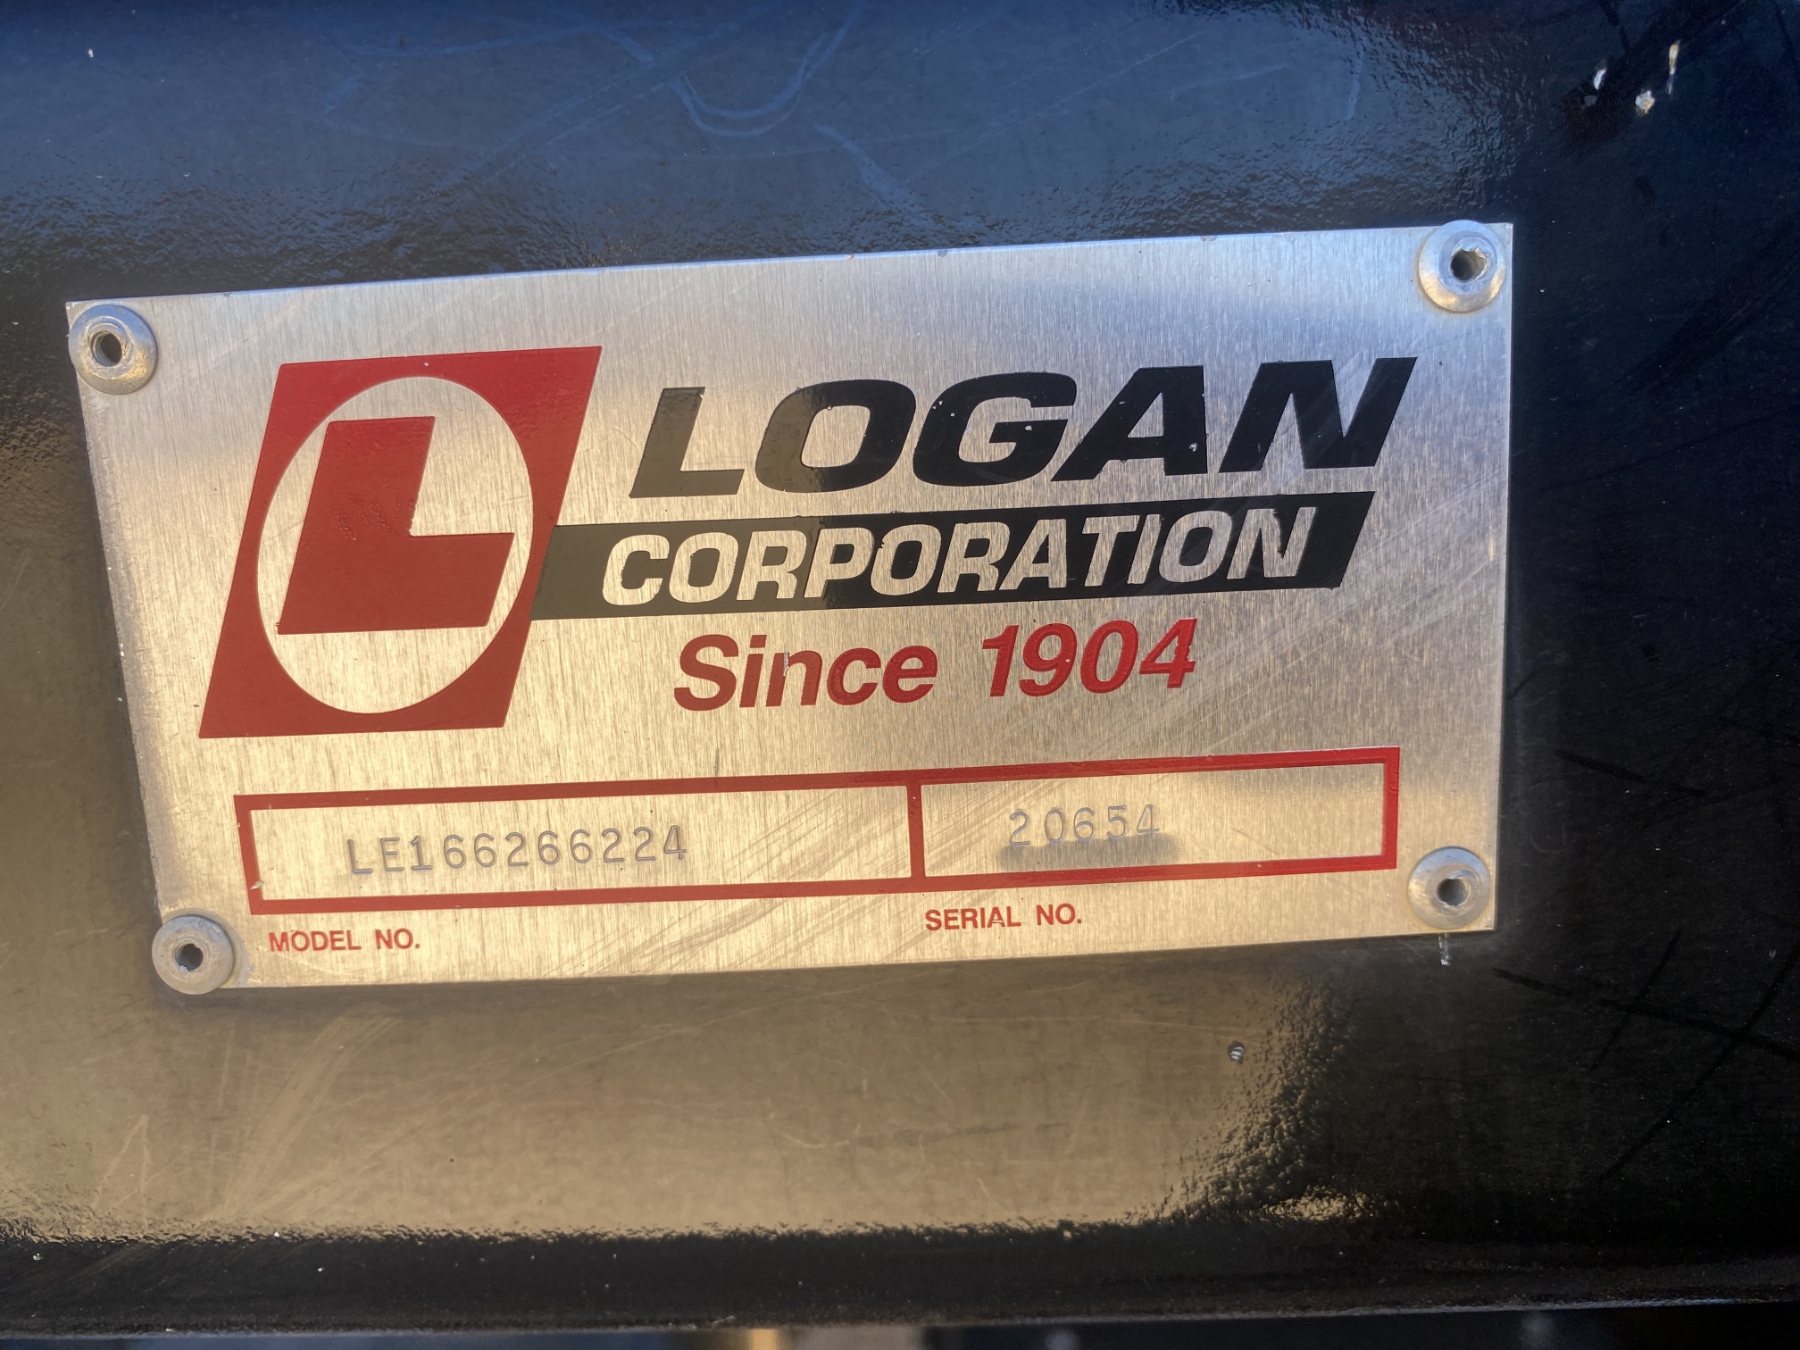 L
LOGAN
CORPORATION
Since 1904
LE166266224
20654
MODEL NO.
SERIAL NO.